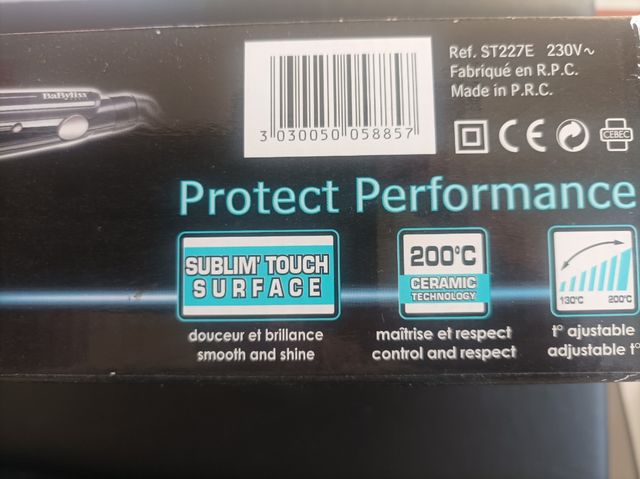 BaByliss
Ref. ST227E 230V~
Fabriqué en R.P.C.
Made in P.R.C.
3 030050 058857
CE
CEBEC
Protect Performance
SUBLIM' TOUCH
SURFACE
douceur et brillance
smooth and shine
200°C
CERAMIC
TECHNOLOGY
maîtrise et respect
control and respect
130°C 200°C
t° ajustable
adjustable t°